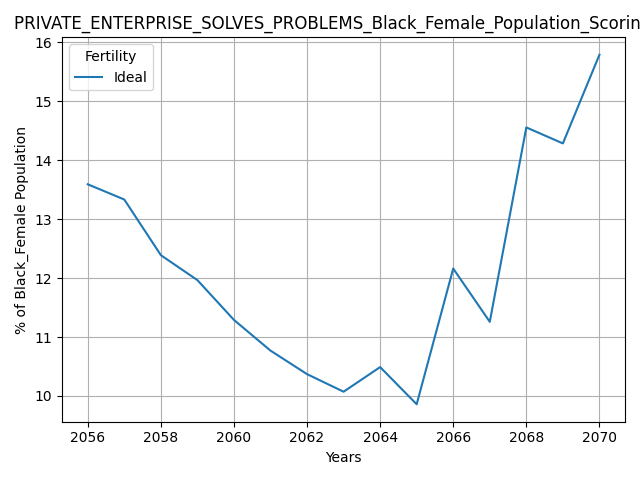 PRIVATE_ENTERPRISE_SOLVES_PROBLEMS_Black_Female_Population_Scorin
16
15
14
13
12
11
10
% of Black_Female Population
Fertility
Ideal
2056 2058 2060 2062 2064 2066 2068 2070
Years